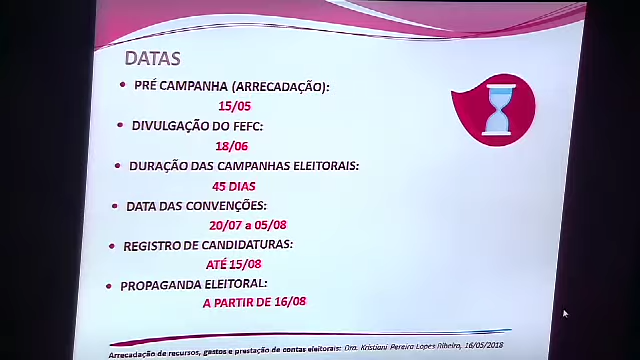 DATAS
• PRÉ CAMPANHA (ARRECADAÇÃO):
15/05
• DIVULGAÇÃO DO FEFC:
18/06
• DURAÇÃO DAS CAMPANHAS ELEITORAIS:
45 DIAS
• DATA DAS CONVENÇÕES:
20/07 a 05/08
• REGISTRO DE CANDIDATURAS:
ATÉ 15/08
• PROPAGANDA ELEITORAL:
A PARTIR DE 16/08
Arrecadação de recursos, gastos e prestação de contas eleitorais: Dra. Kristiani Pereira Lopes Ribeiro, 16/05/2018